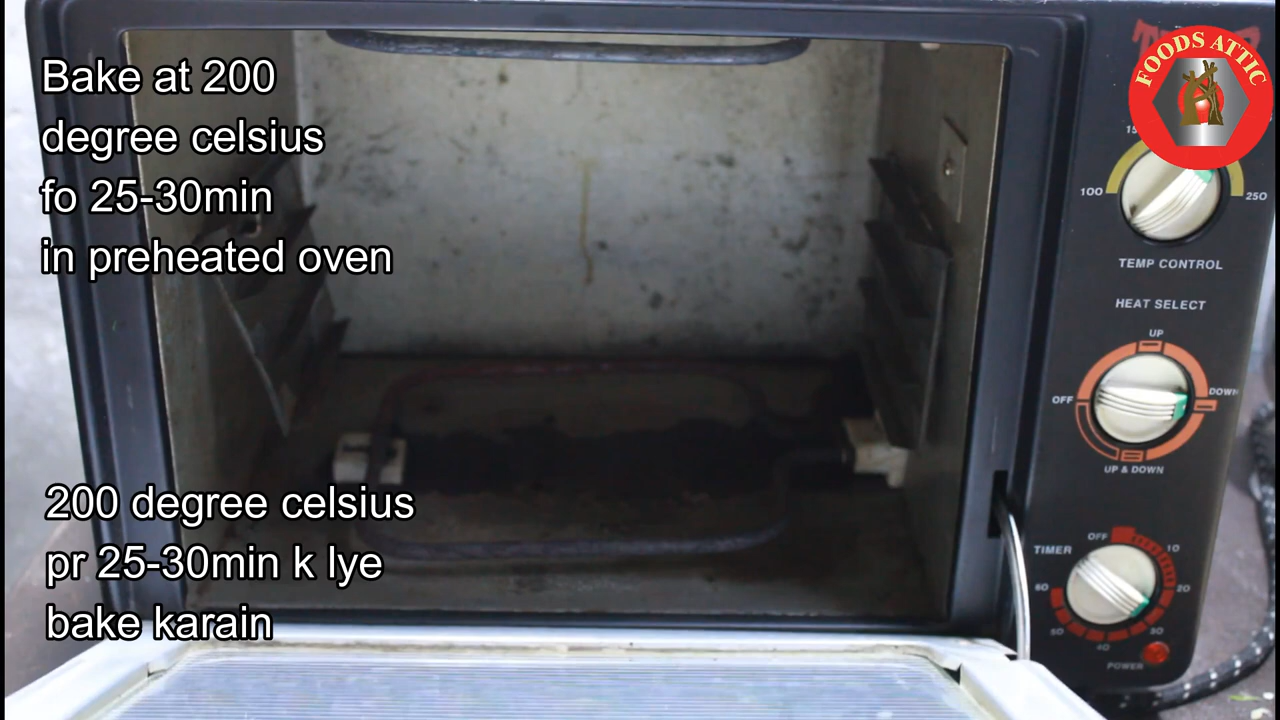 Bake at 200
degree celsius
fo 25-30min
in preheated oven
200 degree celsius
pr 25-30min k lye
bake karain
FOODS ATTIC
100
250
TEMP CONTROL
HEAT SELECT
UP
OFF
DOWN
UP & DOWN
OFF
TIMER
10
60
20
50
30
40
POWER